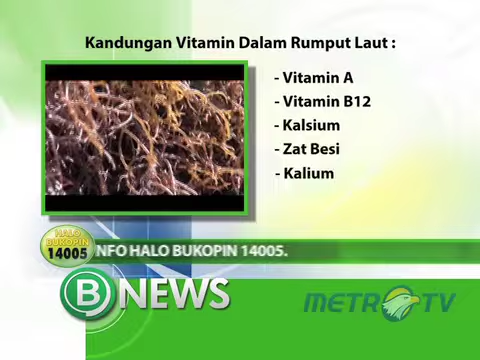 Kandungan Vitamin Dalam Rumput Laut :
- Vitamin A
- Vitamin B12
- Kalsium
- Zat Besi
- Kalium
HALO
BUKOPIN
14005
NFO HALO BUKOPIN 14005.
B NEWS
METRO TV